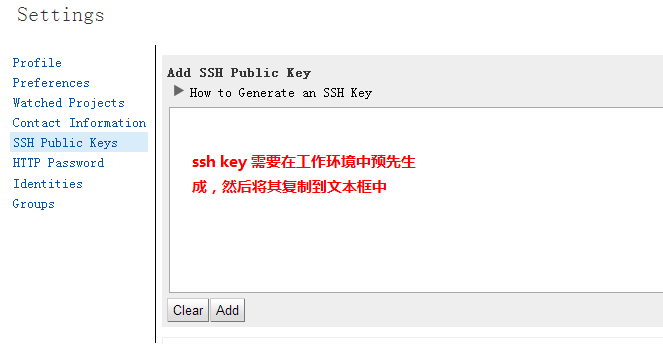 Settings
Profile
Preferences
Watched Projects
Contact Information
SSH Public Keys
HTTP Password
Identities
Groups
Add SSH Public Key
How to Generate an SSH Key
ssh key 需要在工作环境中预先生
成，然后将其复制到文本框中
Clear Add